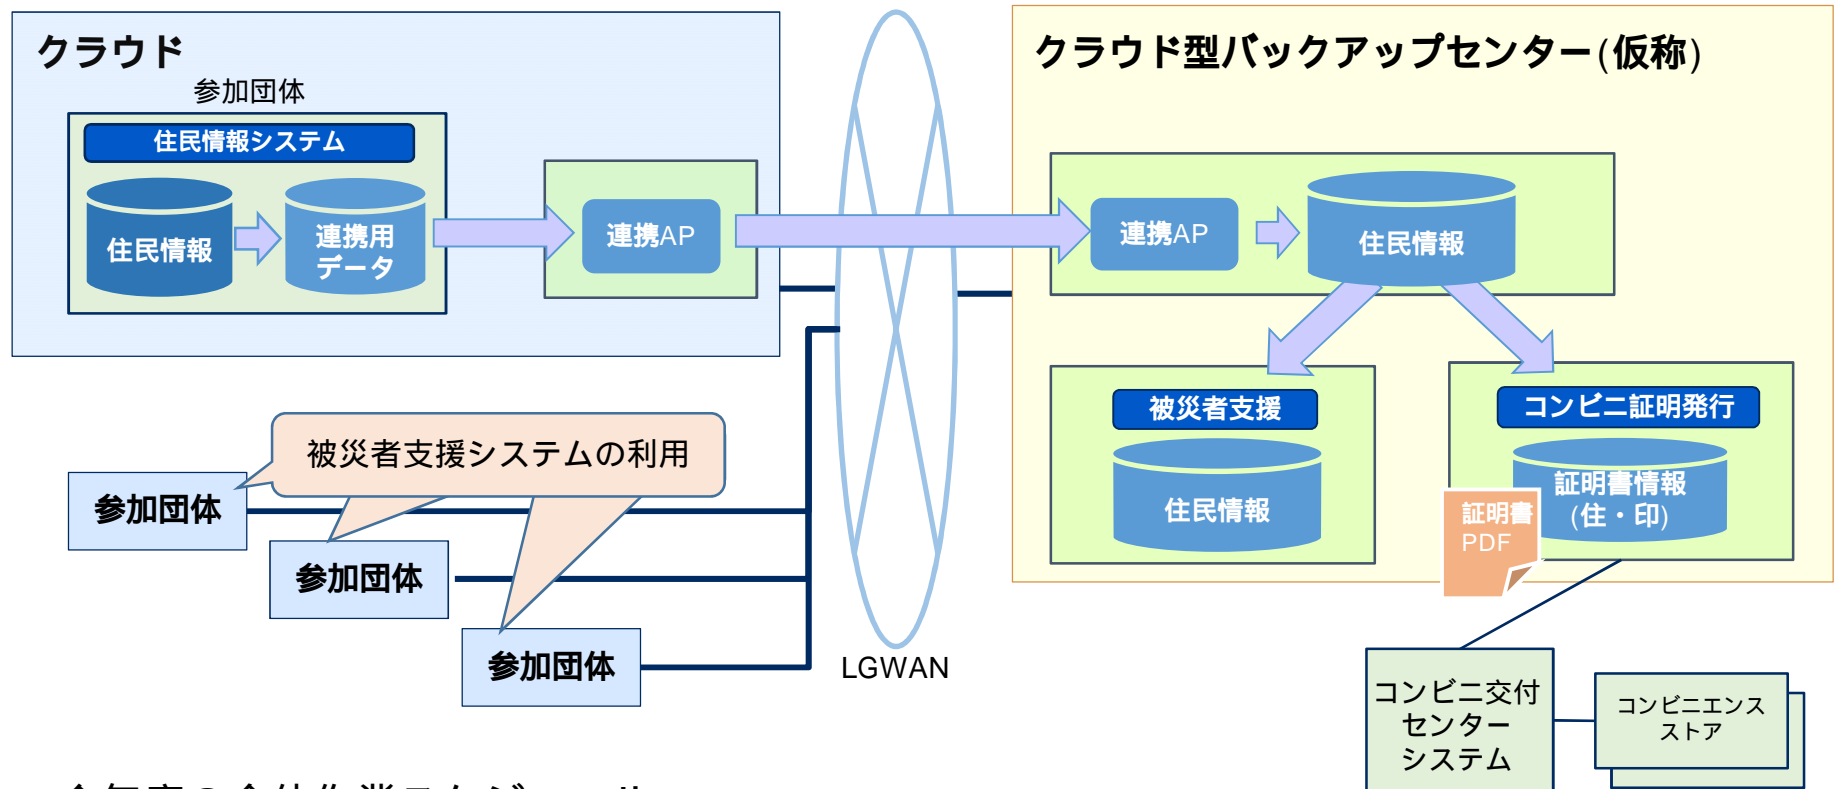 クラウド
参加団体
住民情報システム
住民情報
連携用
データ
連携AP
LGWAN
クラウド型バックアップセンター(仮称)
連携AP
住民情報
被災者支援
住民情報
コンビニ証明発行
証明書情報
(住・印)
証明書
PDF
被災者支援システムの利用
参加団体
参加団体
参加団体
コンビニ交付
センター
システム
コンビニエンス
ストア